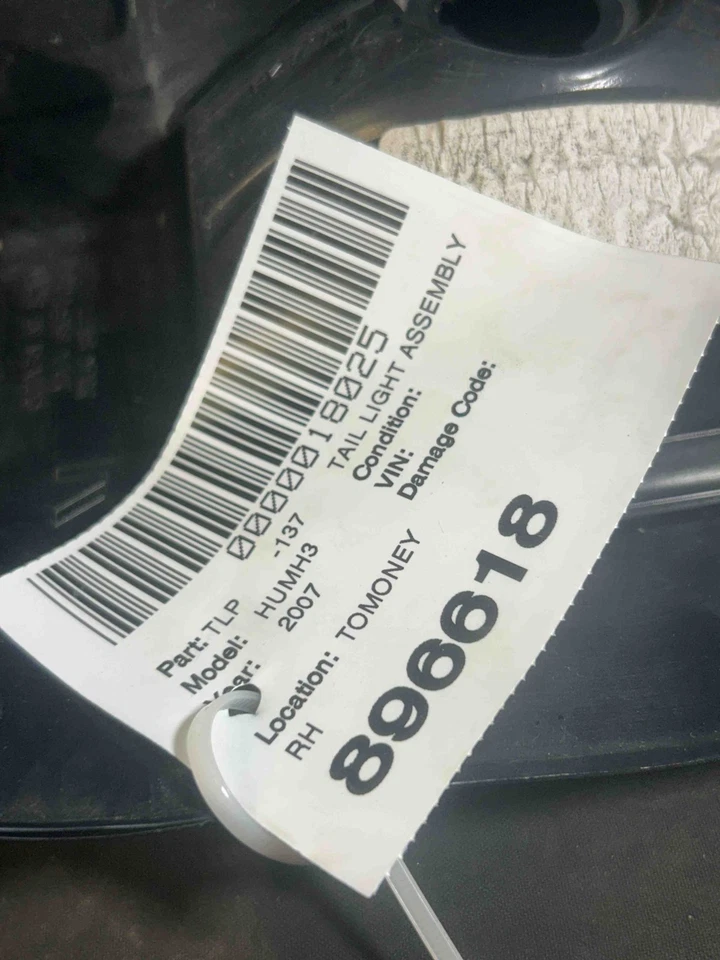 0000018025
Part: TLP -137 TAIL LIGHT ASSEMBLY
Model: HUMH3 Condition:
Year: 2007 VIN:
Damage Code:
Location: TOMONEY
RH
896618